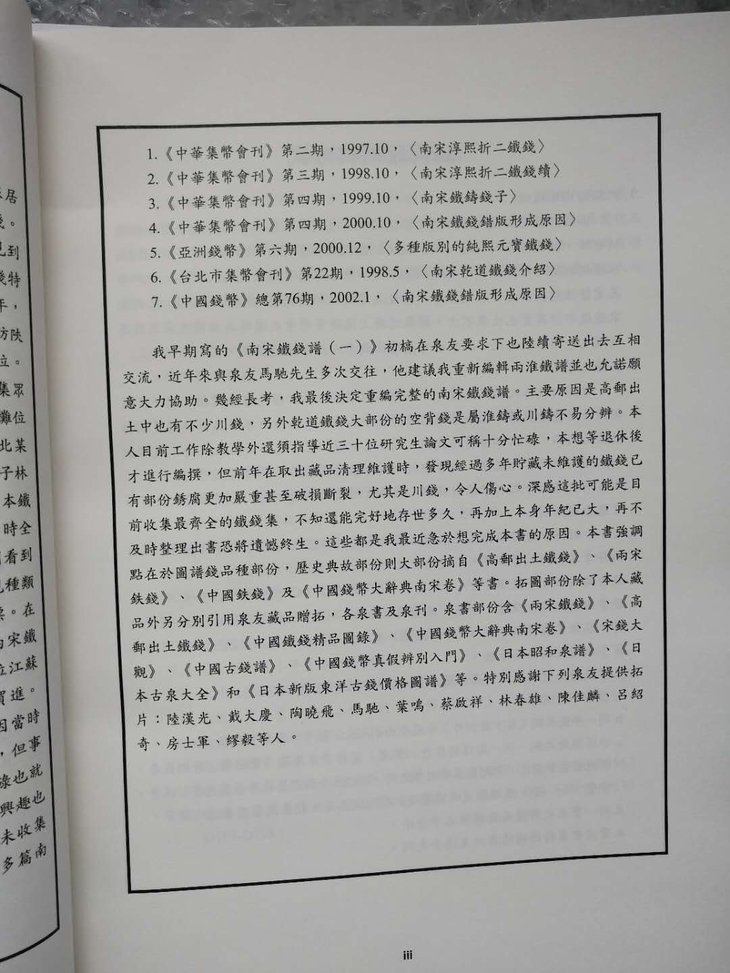 1.《中華集幣會刊》第二期，1997.10，〈南宋淳熙折二鐵錢〉
2.《中華集幣會刊》第三期，1998.10，〈南宋淳熙折二鐵錢續〉
3.《中華集幣會刊》第四期，1999.10，〈南宋鐵鑄錢子〉
4.《中華集幣會刊》第四期，2000.10，〈南宋鐵錢錯版形成原因〉
5.《亞洲錢幣》第六期，2000.12，〈多種版別的純熙元寶鐵錢〉
6.《台北市集幣會刊》第22期，1998.5，〈南宋乾道鐵錢介紹〉
7.《中國錢幣》總第76期，2002.1，〈南宋鐵錢錯版形成原因〉
我早期寫的《南宋鐵錢譜（一）》初稿在泉友要求下也陸續寄送出去互相
交流，近年來與泉友馬馳先生多次交往，他建議我重新編輯兩淮鐵譜並也允諾願
意大力協助。幾經長考，我最後決定重編完整的南宋鐵錢譜。主要原因是高郵出
土中也有不少川錢，另外乾道鐵錢大部份的空背錢是屬淮鑄或川鑄不易分辨。本
人目前工作除教學外還須指導近三十位研究生論文可稱十分忙碌，本想等退休後
才進行編撰，但前年在取出藏品清理維護時，發現經過多年貯藏未維護的鐵錢已
有部份銹腐更加嚴重甚至破損斷裂，尤其是川錢，令人傷心。深感這批可能是目
前收集最齊全的鐵錢集，不知還能完好地存世多久，再加上本身年紀已大，再不
及時整理出書恐將遺憾終生。這些都是我最近急於想完成本書的原因。本書強調
點在於圖譜錢品種部份，歷史典故部份則大部份摘自《高郵出土鐵錢》、《兩宋
鉄錢》、《中國鉄錢》及《中國錢幣大辭典南宋卷》等書。拓圖部份除了本人藏
品外另分別引用泉友藏品贈拓，各泉書及泉刊。泉書部份含《兩宋鐵錢》、《高
郵出土鐵錢》、《中國鐵錢精品圖錄》、《中國錢幣大辭典南宋卷》、《宋錢大
觀》、《中國古錢譜》、《中國錢幣真假辨別入門》、《日本昭和泉譜》、《日
本古泉大全》和《日本新版東洋古錢價格圖譜》等。特別感謝下列泉友提供拓
片：陸漢光、戴大慶、陶曉飛、馬馳、葉鳴、蔡啟祥、林春雄、陳佳麟、呂紹
奇、房士軍、繆毅等人。
iii